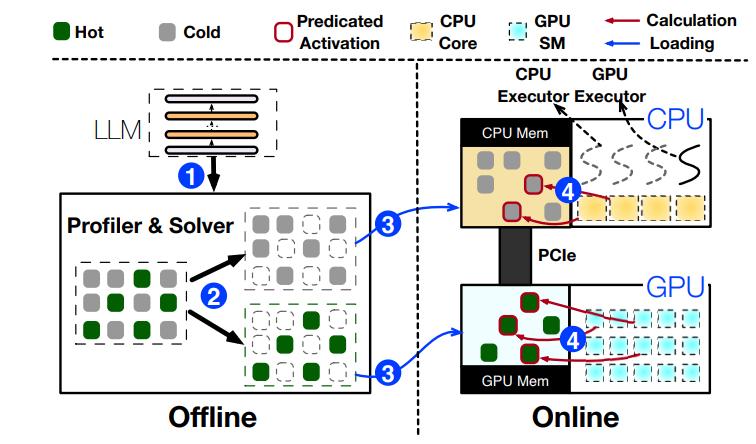 Hot
Cold
Predicated
Activation
CPU
Core
GPU
SM
Calculation
Loading
CPU
Executor
GPU
Executor
CPU
LLM
CPU Mem
1
Profiler & Solver
2
3
4
PCIe
GPU
4
3
GPU Mem
Offline
Online